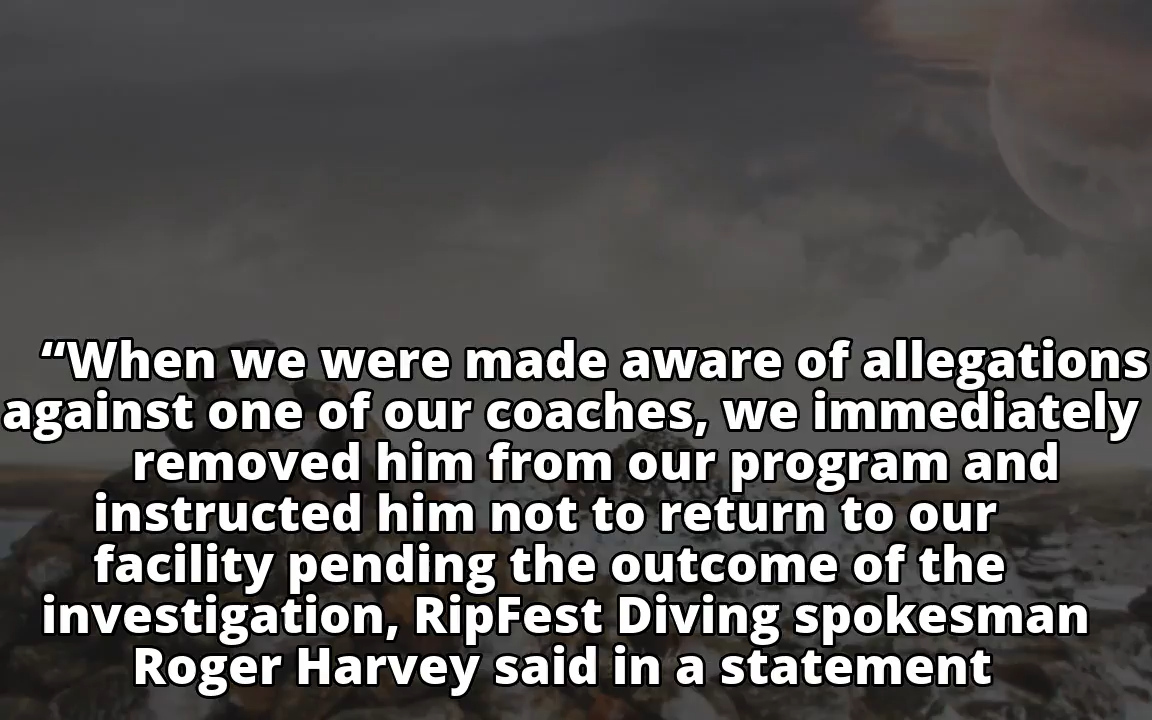 “When we were made aware of allegations
against one of our coaches, we immediately
removed him from our program and
instructed him not to return to our
facility pending the outcome of the
investigation, RipFest Diving spokesman
Roger Harvey said in a statement